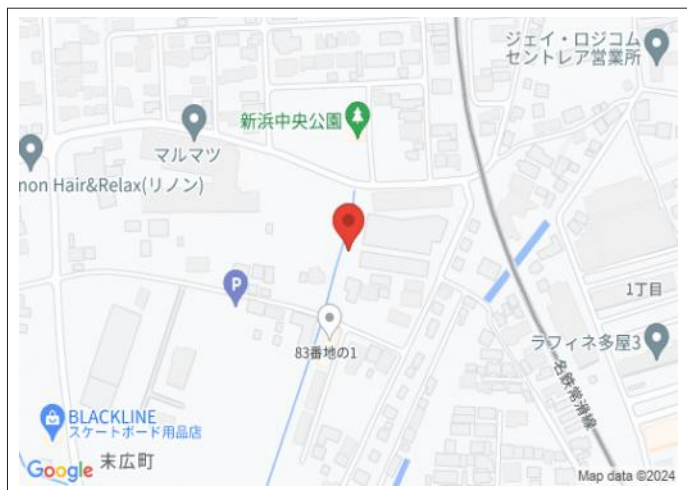 ジェイ・ロジコム
セントレア営業所
新浜中央公園
マルマツ
non Hair&Relax(リノン)
P
1丁目
83番地の1
ラフィネ多屋3
名鉄常滑線
BLACKLINE
スケートボード用品店
末広町
Google
Map data ©2024